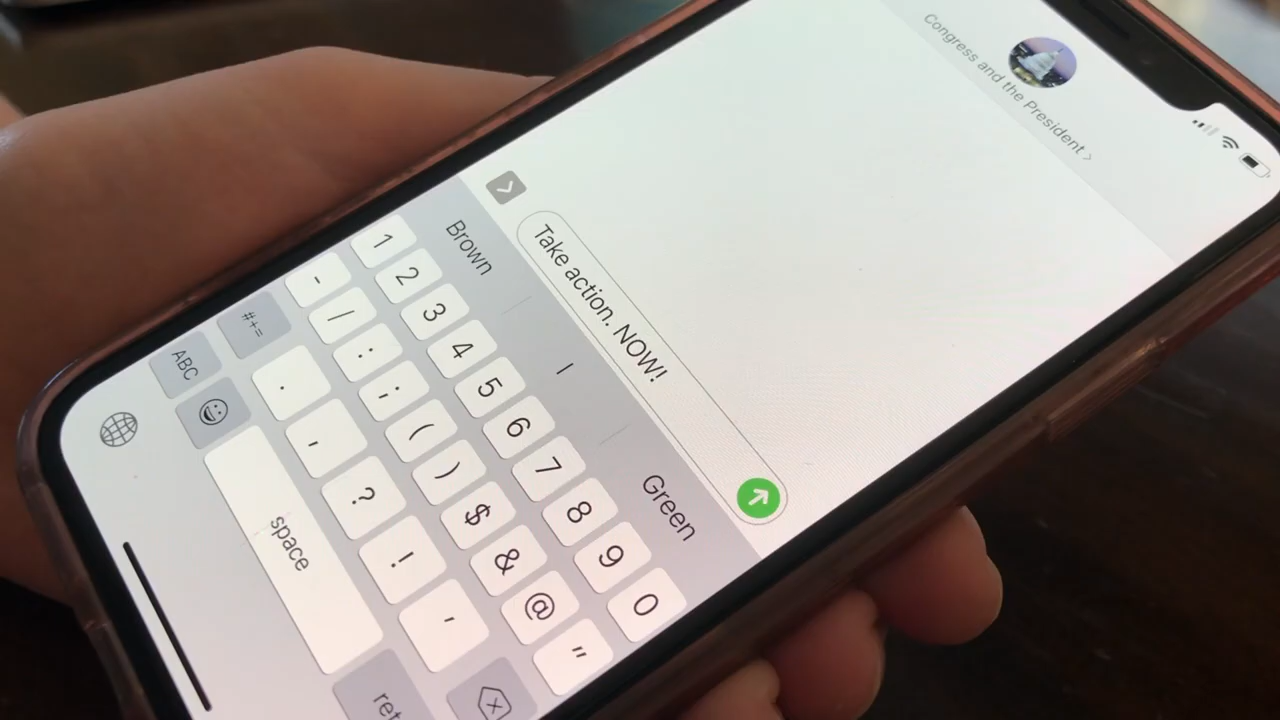 Congress and the President >
Take action. NOW!
Brown I Green
1 2 3 4 5 6 7 8 9 0
- / : ; ( ) $ & @ "
#+= . , ? ! '
ABC space ret